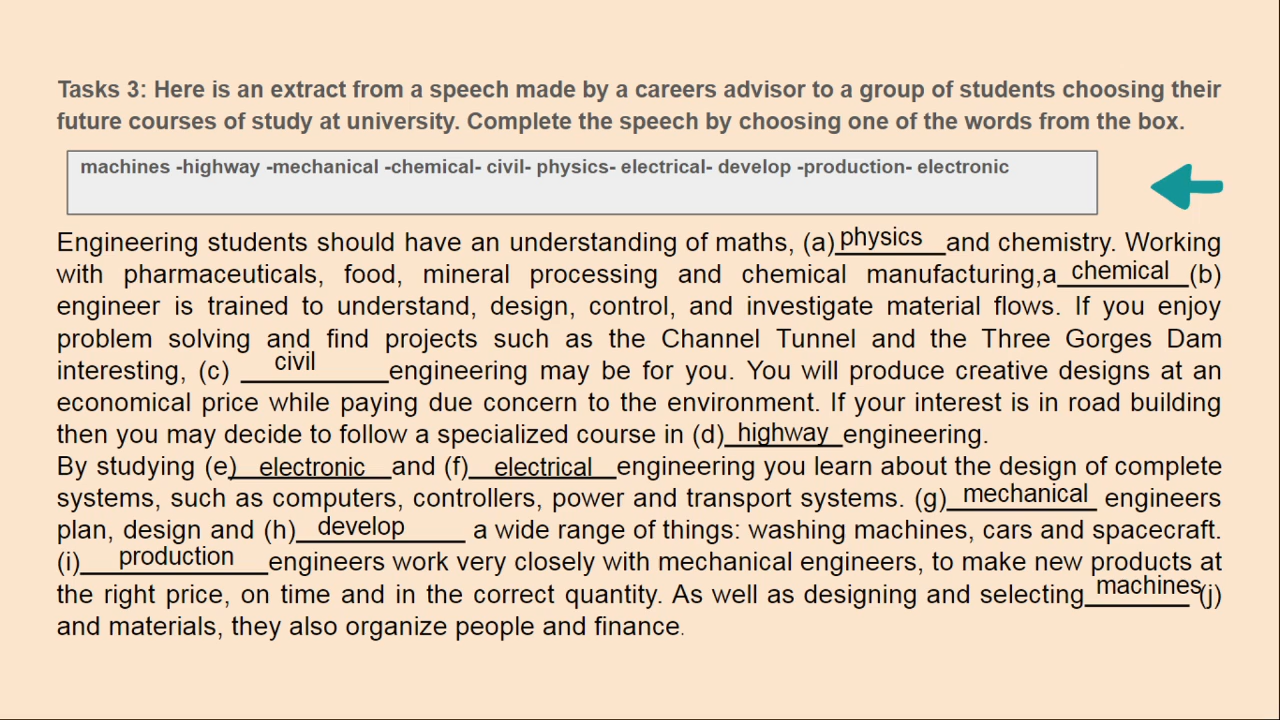 Tasks 3: Here is an extract from a speech made by a careers advisor to a group of students choosing their
future courses of study at university. Complete the speech by choosing one of the words from the box.
machines -highway -mechanical -chemical- civil- physics- electrical- develop -production- electronic
Engineering students should have an understanding of maths, (a) physics and chemistry. Working
with pharmaceuticals, food, mineral processing and chemical manufacturing,a chemical (b)
engineer is trained to understand, design, control, and investigate material flows. If you enjoy
problem solving and find projects such as the Channel Tunnel and the Three Gorges Dam
interesting, (c) civil engineering may be for you. You will produce creative designs at an
economical price while paying due concern to the environment. If your interest is in road building
then you may decide to follow a specialized course in (d) highway engineering.
By studying (e) electronic and (f) electrical engineering you learn about the design of complete
systems, such as computers, controllers, power and transport systems. (g) mechanical engineers
plan, design and (h) develop a wide range of things: washing machines, cars and spacecraft.
(i) production engineers work very closely with mechanical engineers, to make new products at
the right price, on time and in the correct quantity. As well as designing and selecting machines (j)
and materials, they also organize people and finance.